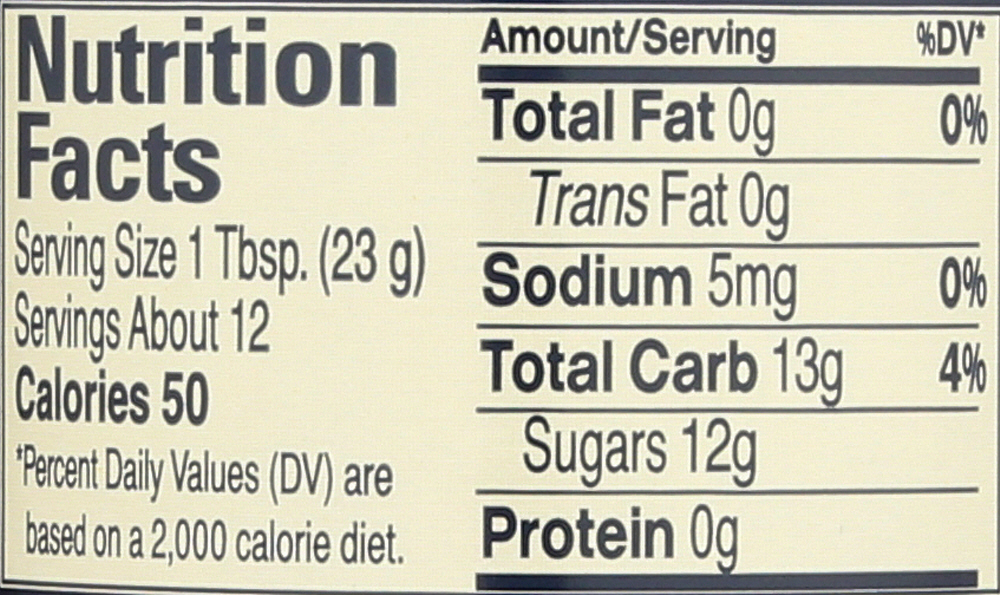 Nutrition
Facts
Serving Size 1 Tbsp. (23 g)
Servings About 12
Calories 50
*Percent Daily Values (DV) are
based on a 2,000 calorie diet.
Amount/Serving %DV*
Total Fat 0g 0%
Trans Fat 0g
Sodium 5mg 0%
Total Carb 13g 4%
Sugars 12g
Protein 0g